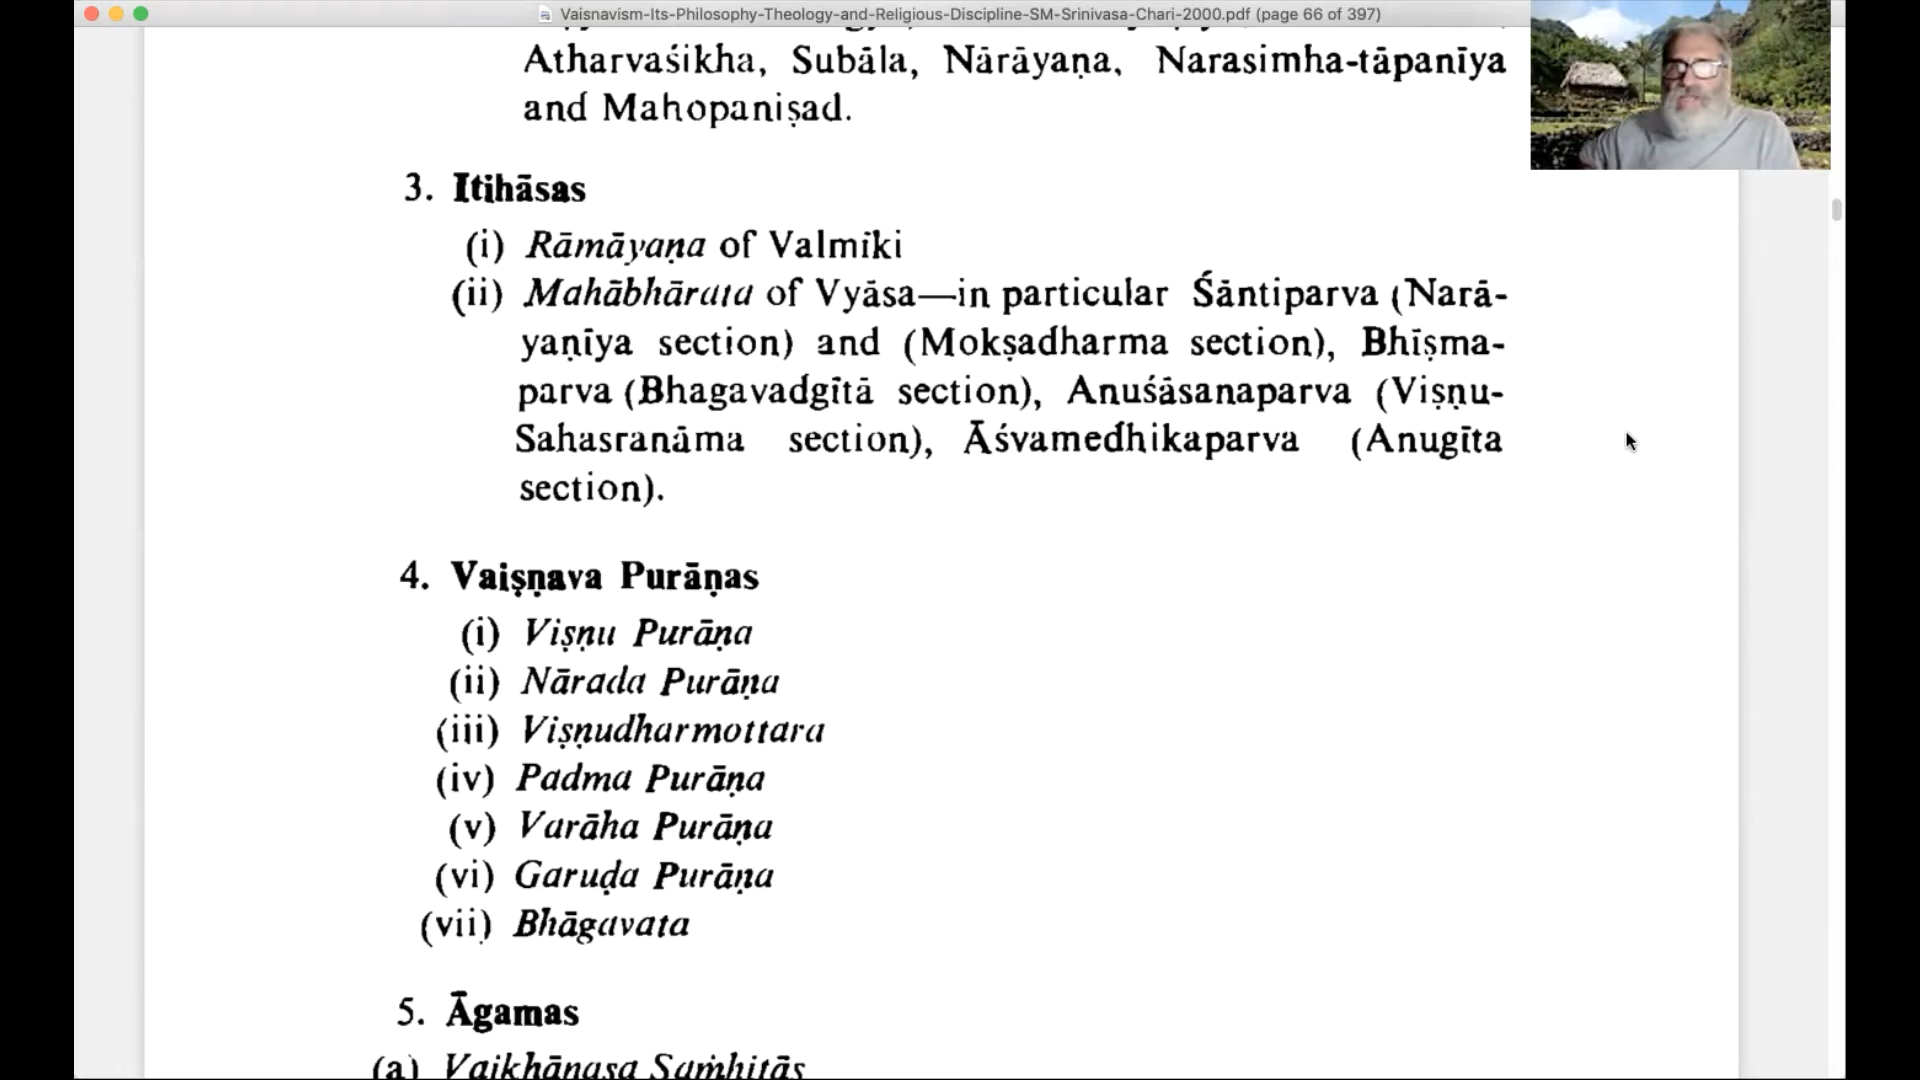 Vaisnavism-Its-Philosophy-Theology-and-Religious-Discipline-SM-Srinivasa-Chari-2000.pdf (page 66 of 397)
Atharvaśikha, Subāla, Nārāyaṇa, Narasimha-tāpanīya
and Mahopaniṣad.
3. Itihāsas
(i) Rāmāyaṇa of Valmīki
(ii) Mahābhārata of Vyāsa—in particular Śāntiparva (Narā-
yaṇīya section) and (Mokṣadharma section), Bhīṣma-
parva (Bhagavadgītā section), Anuśāsanaparva (Viṣṇu-
Sahasranāma section), Āśvamedhikaparva (Anugīta
section).
4. Vaiṣṇava Purāṇas
(i) Viṣṇu Purāṇa
(ii) Nārada Purāṇa
(iii) Viṣṇudharmottara
(iv) Padma Purāṇa
(v) Varāha Purāṇa
(vi) Garuḍa Purāṇa
(vii) Bhāgavata
5. Āgamas
(a) Vaikhānasa Saṁhitās